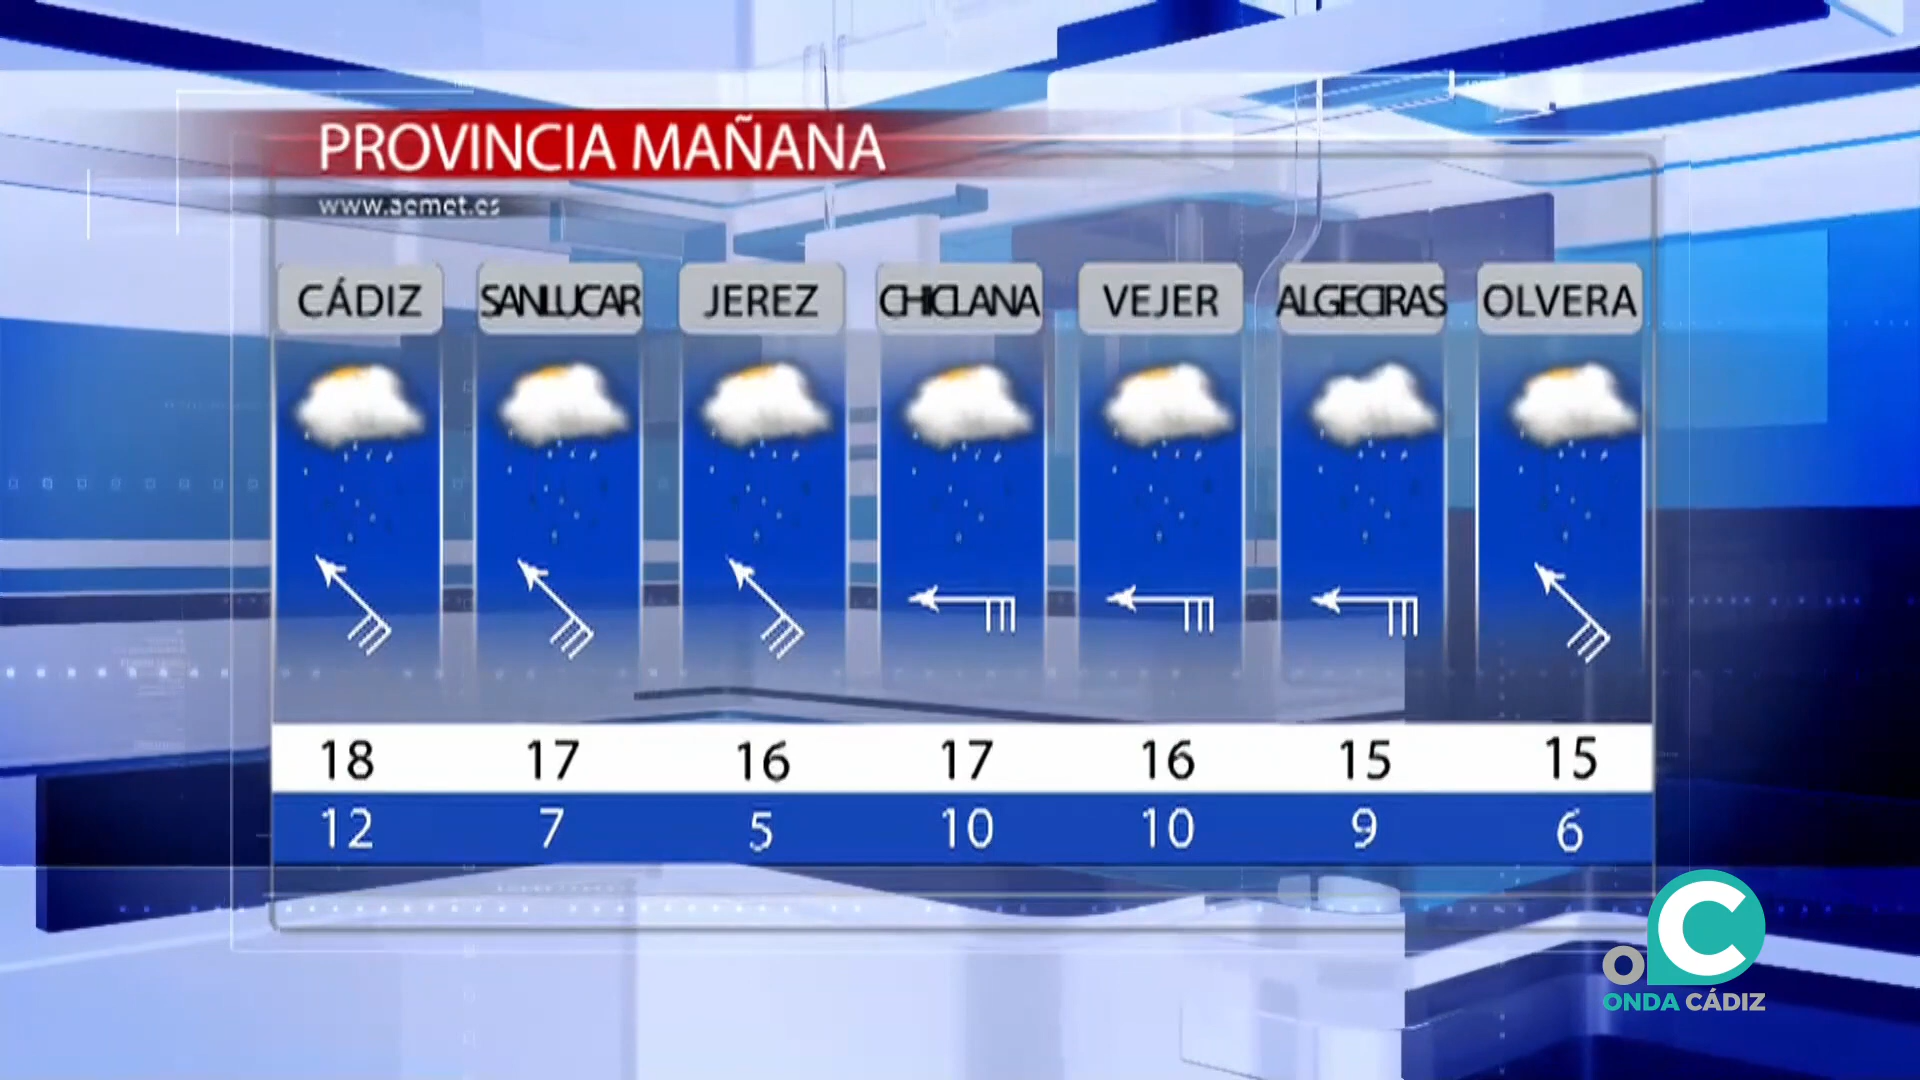 PROVINCIA MAÑANA
www.aemet.es
CÁDIZ SANLUCAR JEREZ CHICLANA VEJER ALGECIRAS OLVERA
18 17 16 17 16 15 15
12 7 5 10 10 9 6
OC
ONDA CÁDIZ